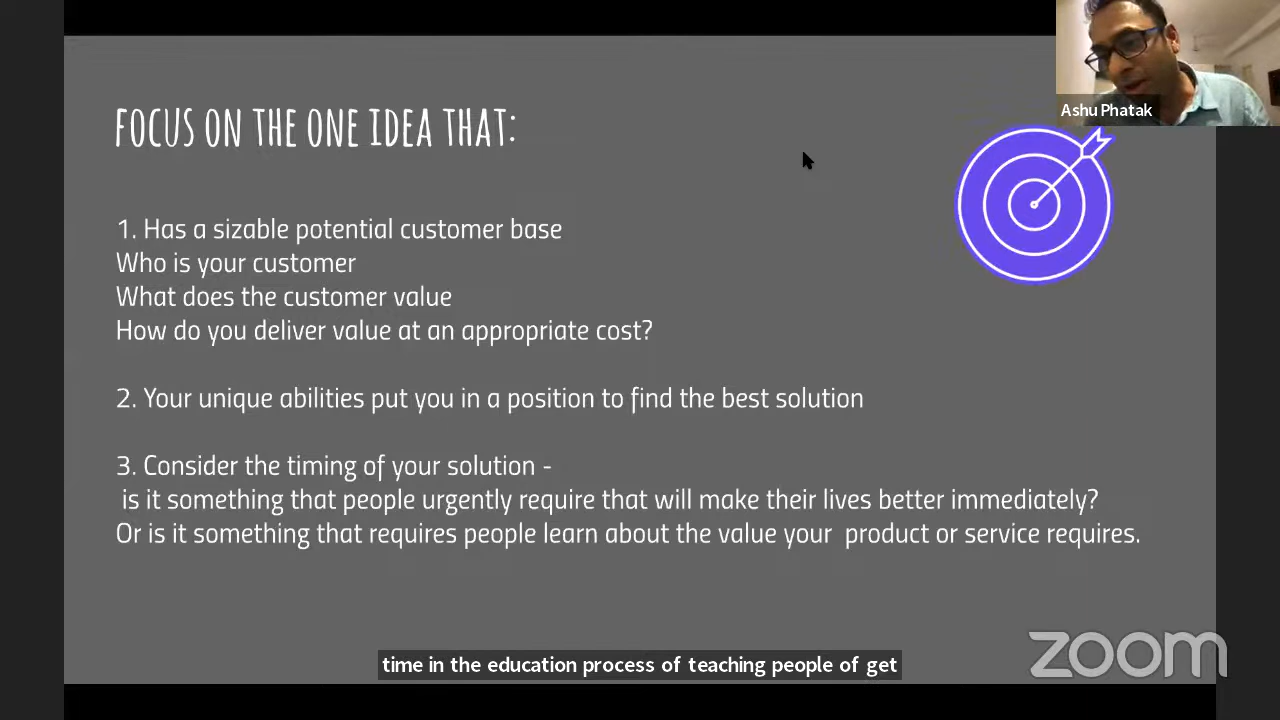 FOCUS ON THE ONE IDEA THAT:
Ashu Phatak
1. Has a sizable potential customer base
Who is your customer
What does the customer value
How do you deliver value at an appropriate cost?
2. Your unique abilities put you in a position to find the best solution
3. Consider the timing of your solution -
is it something that people urgently require that will make their lives better immediately?
Or is it something that requires people learn about the value your product or service requires.
time in the education process of teaching people of get
zoom